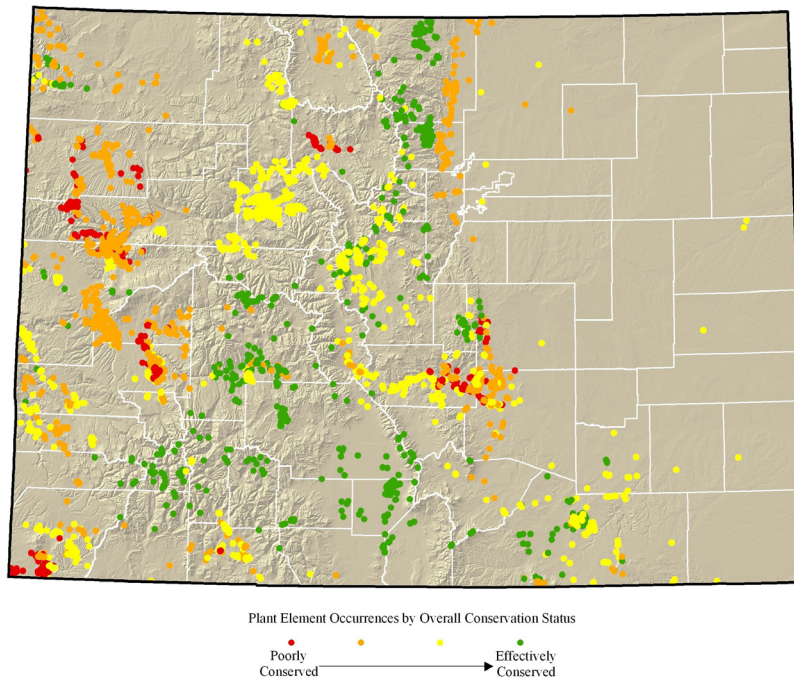 Plant Element Occurrences by Overall Conservation Status
Poorly Effectively
Conserved Conserved